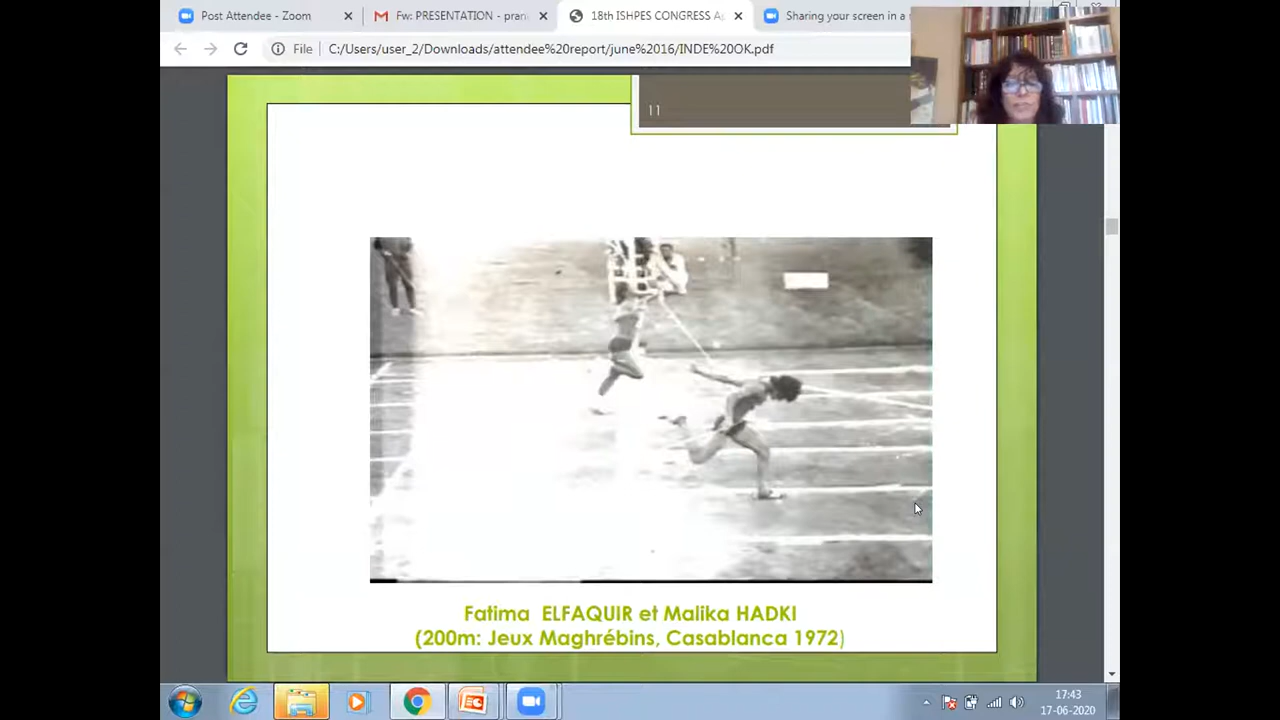 Post Attendee - Zoom
Fw: PRESENTATION - pran
18th ISHPES CONGRESS A
Sharing your screen in a
File
C:/Users/user_2/Downloads/attendee%20report/june%2016/INDE%20OK.pdf
11
Fatima ELFAQUIR et Malika HADKI
(200m: Jeux Maghrébins, Casablanca 1972)
17:43
17-06-2020